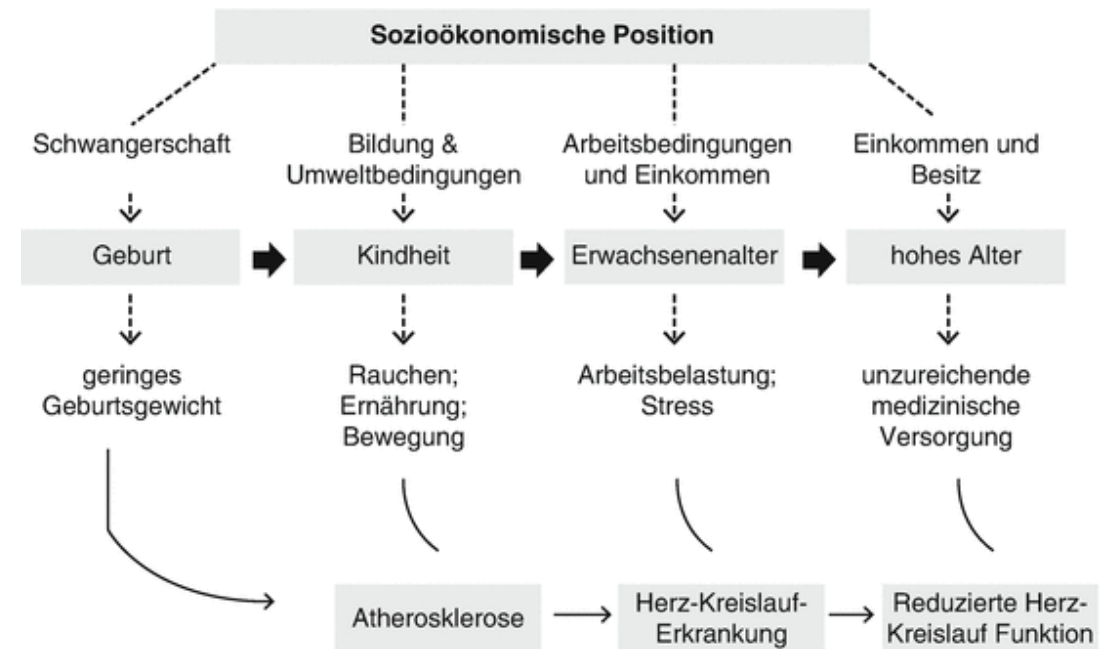 Sozioökonomische Position
Schwangerschaft
Bildung &
Umweltbedingungen
Arbeitsbedingungen
und Einkommen
Einkommen und
Besitz
Geburt
Kindheit
Erwachsenenalter
hohes Alter
geringes
Geburtsgewicht
Rauchen;
Ernährung;
Bewegung
Arbeitsbelastung;
Stress
unzureichende
medizinische
Versorgung
Atherosklerose
Herz-Kreislauf-
Erkrankung
Reduzierte Herz-
Kreislauf Funktion